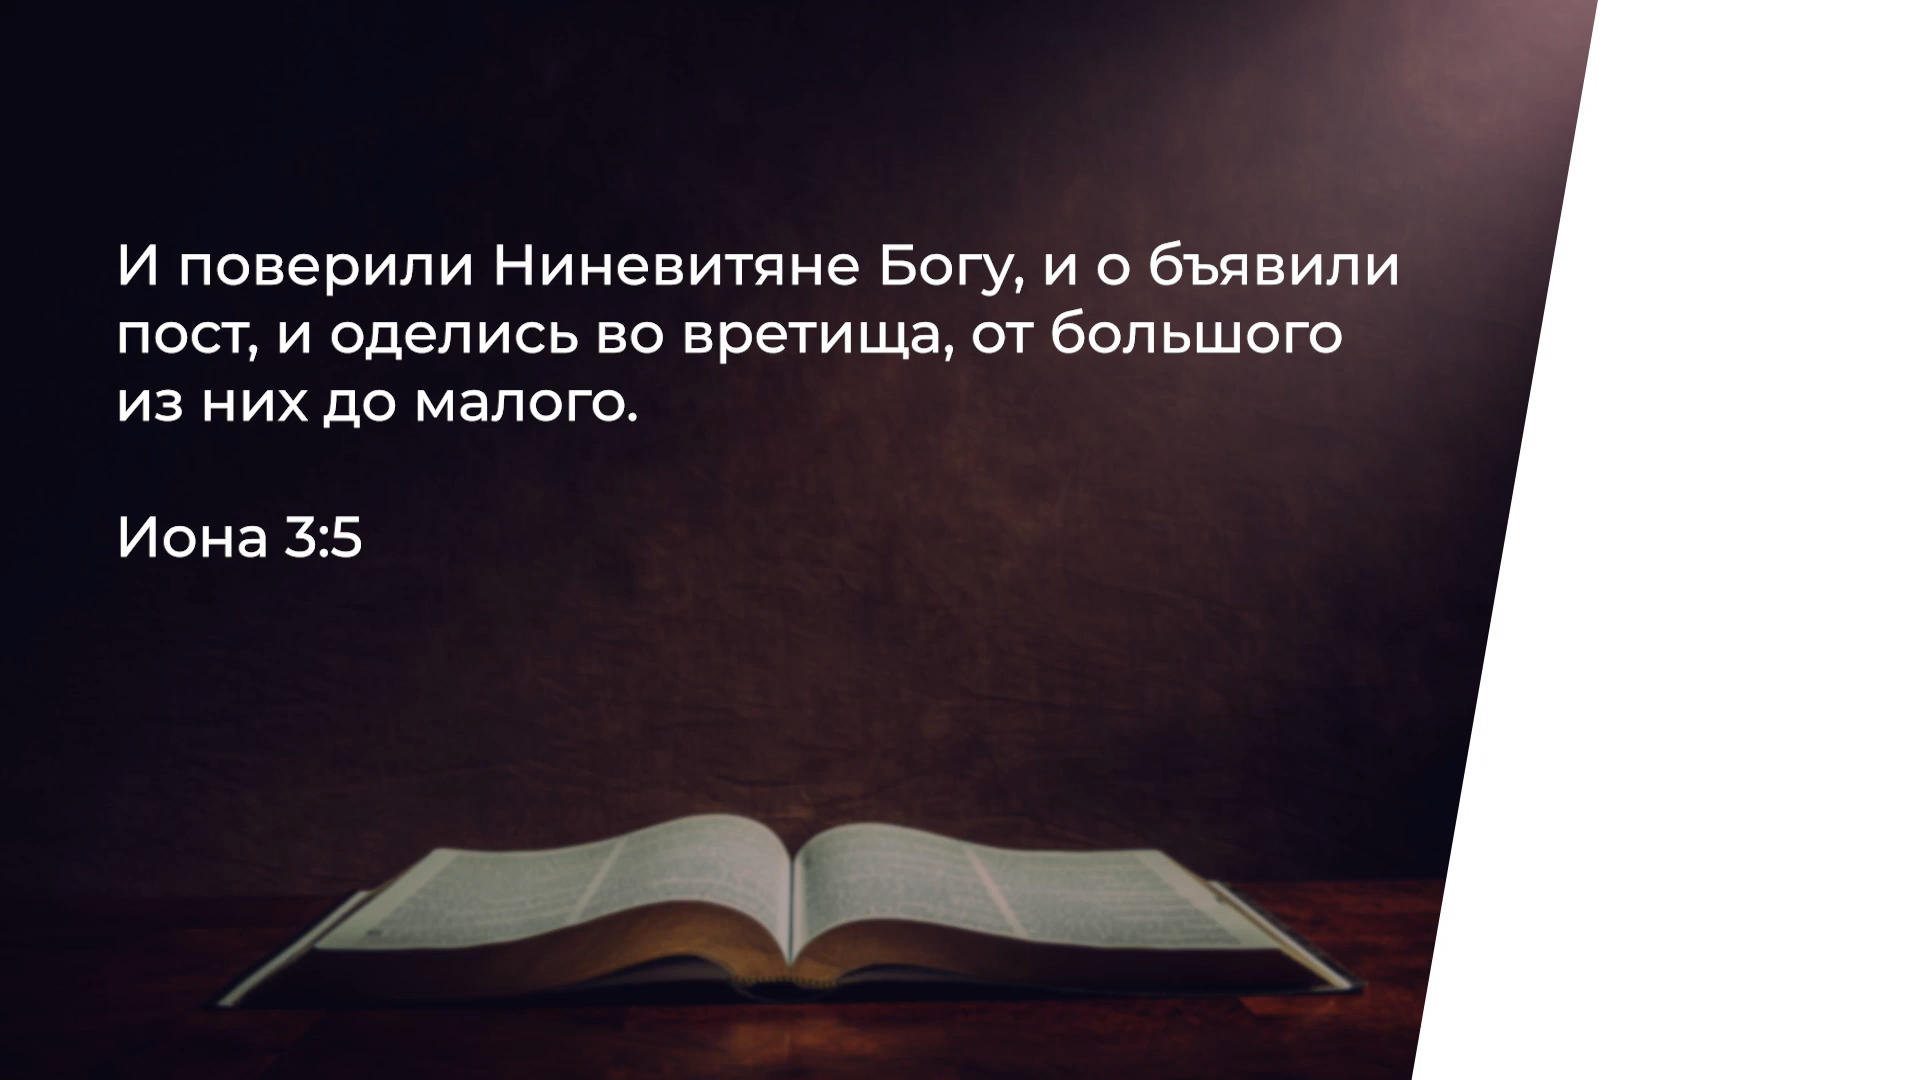 И поверили Ниневитяне Богу, и о бъявили
пост, и оделись во вретища, от большого
из них до малого.
Иона 3:5